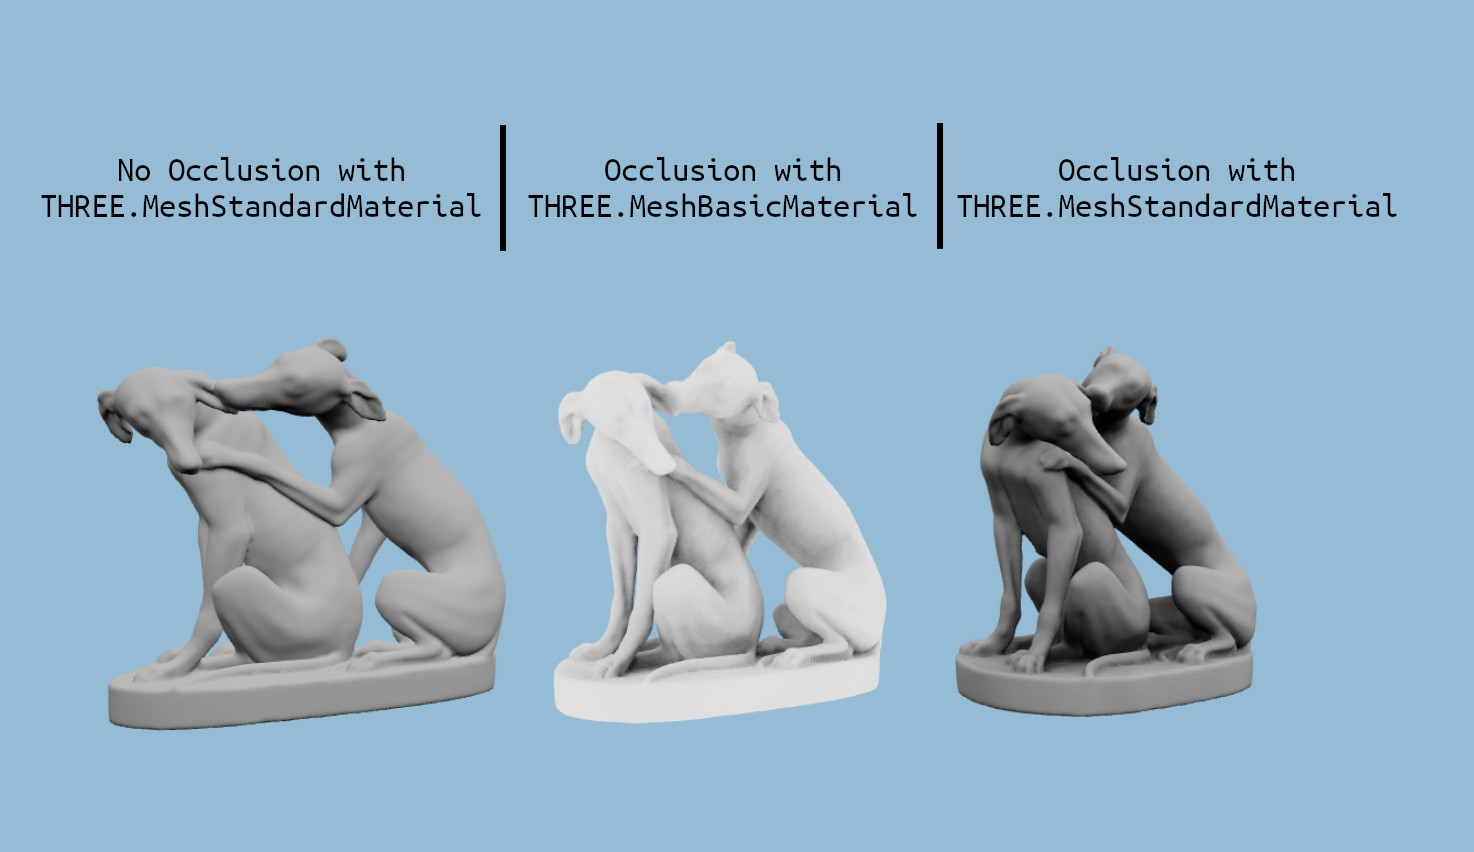 No Occlusion with
THREE.MeshStandardMaterial
Occlusion with
THREE.MeshBasicMaterial
Occlusion with
THREE.MeshStandardMaterial